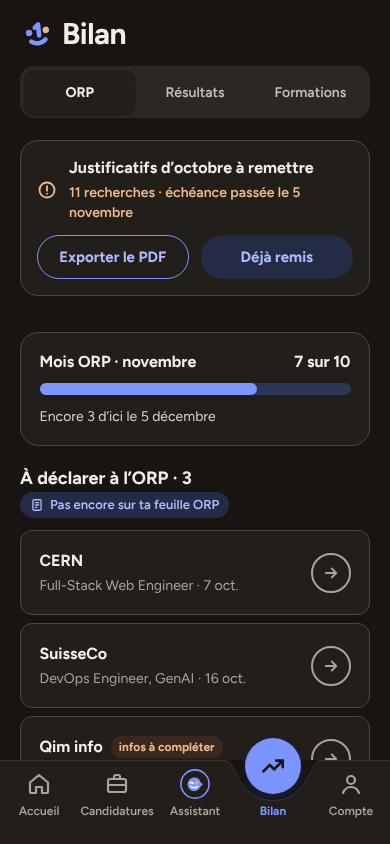 Bilan
ORP
Résultats
Formations
Justificatifs d’octobre à remettre
11 recherches · échéance passée le 5
novembre
Exporter le PDF
Déjà remis
Mois ORP · novembre
7 sur 10
Encore 3 d’ici le 5 décembre
À déclarer à l’ORP · 3
Pas encore sur ta feuille ORP
CERN
Full-Stack Web Engineer · 7 oct.
SuisseCo
DevOps Engineer, GenAI · 16 oct.
Qim info
infos à compléter
Accueil
Candidatures
Assistant
Bilan
Compte